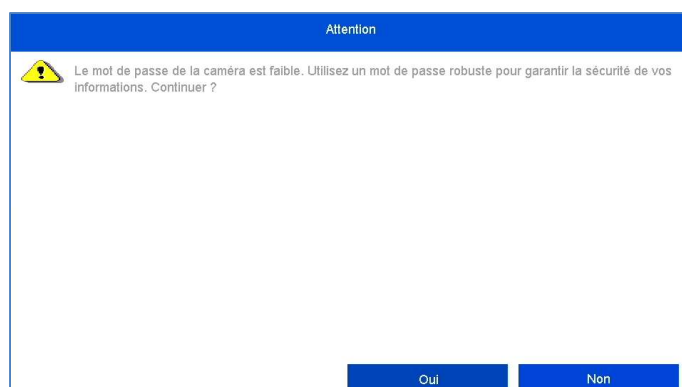 Attention
Le mot de passe de la caméra est faible. Utilisez un mot de passe robuste pour garantir la sécurité de vos
informations. Continuer ?
Oui
Non